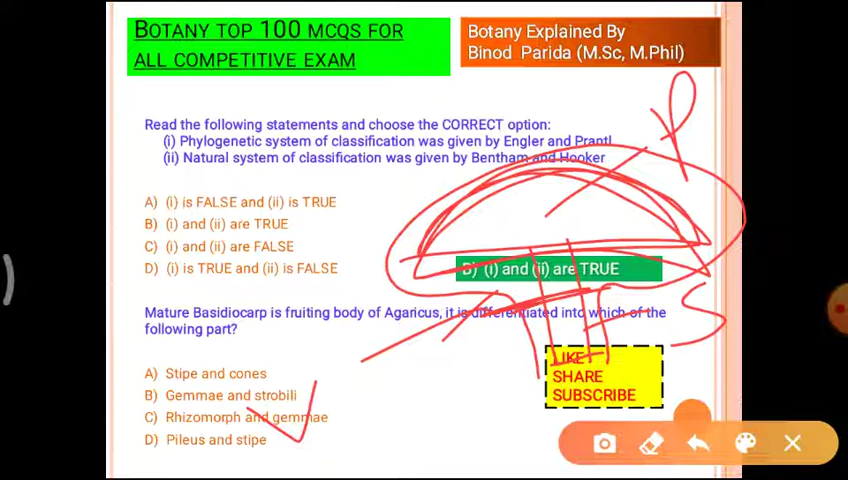 BOTANY TOP 100 MCQS FOR
ALL COMPETITIVE EXAM
Botany Explained By
Binod Parida (M.Sc, M.Phil)
Read the following statements and choose the CORRECT option:
(i) Phylogenetic system of classification was given by Engler and Prantl
(ii) Natural system of classification was given by Bentham and Hooker
A) (i) is FALSE and (ii) is TRUE
B) (i) and (ii) are TRUE
C) (i) and (ii) are FALSE
D) (i) is TRUE and (ii) is FALSE
B) (i) and (ii) are TRUE
P
S
Mature Basidiocarp is fruiting body of Agaricus, it is differentiated into which of the
following part?
A) Stipe and cones
B) Gemmae and strobili
C) Rhizomorph and gemmae
D) Pileus and stipe
LIKE
SHARE
SUBSCRIBE